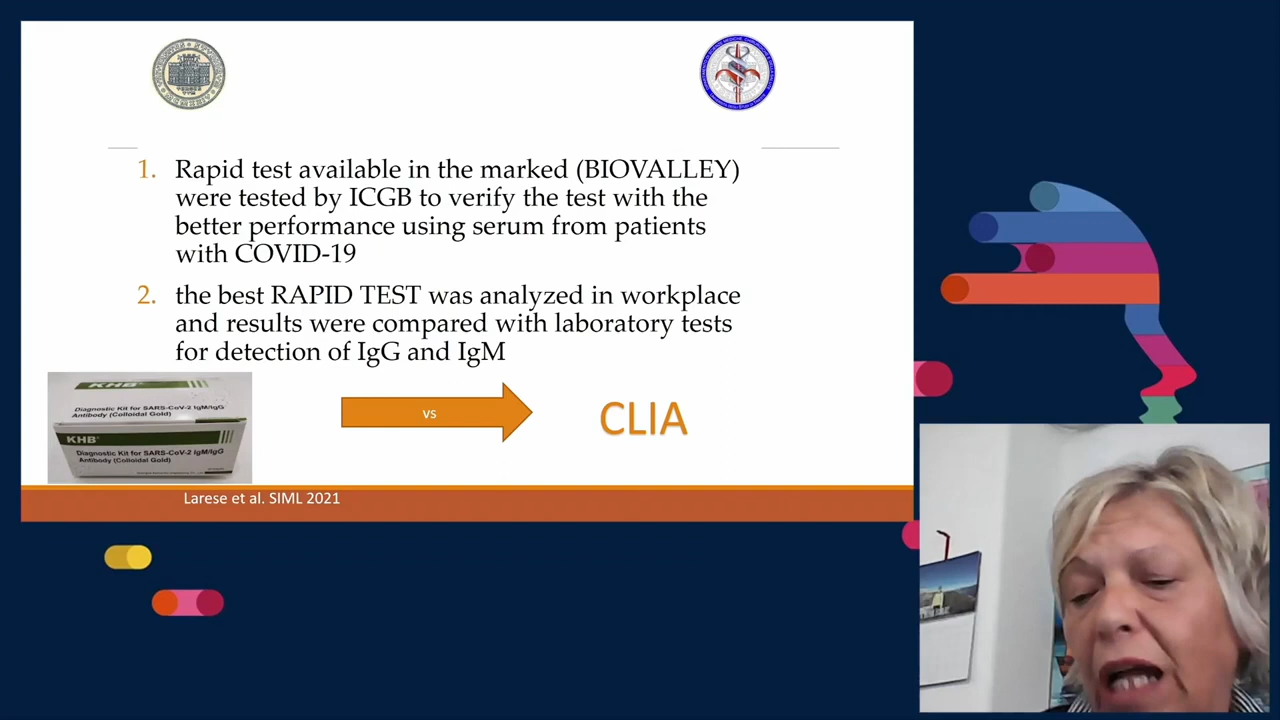 1. Rapid test available in the marked (BIOVALLEY)
were tested by ICGB to verify the test with the
better performance using serum from patients
with COVID-19
2. the best RAPID TEST was analyzed in workplace
and results were compared with laboratory tests
for detection of IgG and IgM
KHB
Diagnostic Kit for SARS-CoV-2 IgM/IgG
Antibody (Colloidal Gold)
KHB
Diagnostic Kit for SARS-CoV-2 IgM/IgG
Antibody (Colloidal Gold)
vs
CLIA
Larese et al. SIML 2021